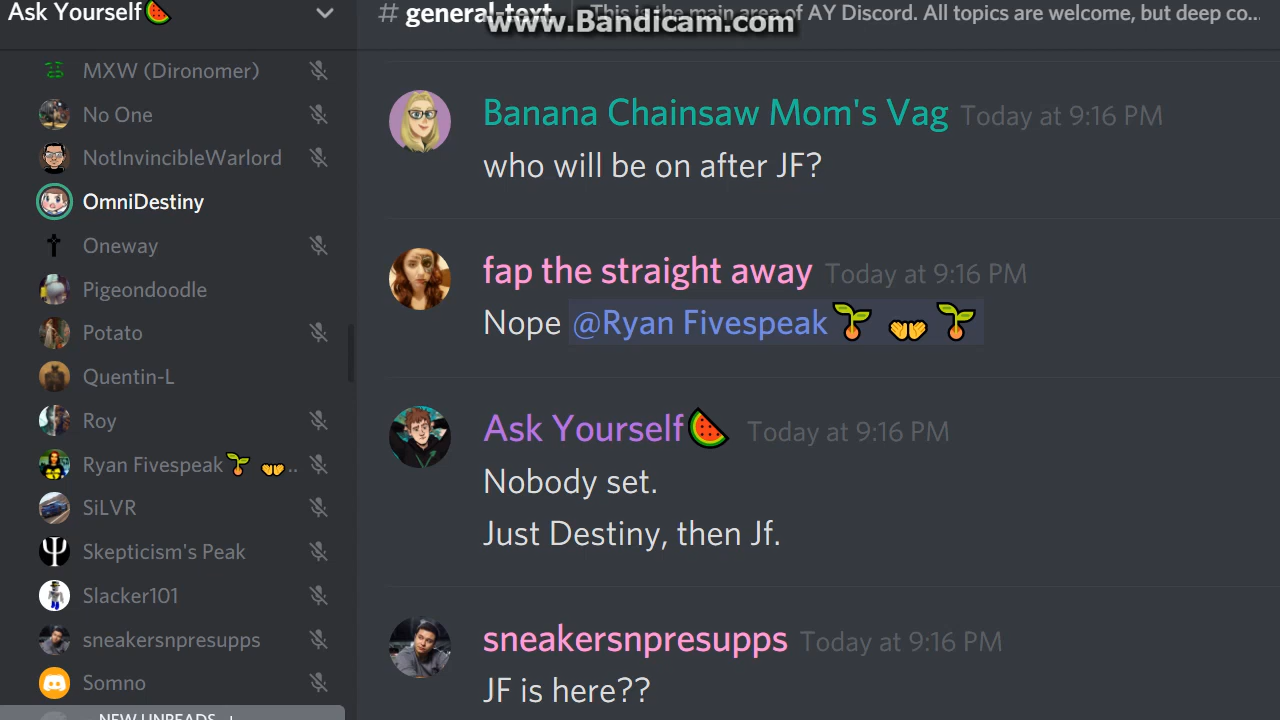 Ask Yourself🍉
# general-text
This is the main area of AY Discord. All topics are welcome, but deep co...
www.Bandicam.com
MXW (Dironomer)
No One
NotInvincibleWarlord
OmniDestiny
Oneway
Pigeondoodle
Potato
Quentin-L
Roy
Ryan Fivespeak🌱 👐..
SiLVR
Skepticism's Peak
Slacker101
sneakersnpresupps
Somno
NEW UNREADS
Banana Chainsaw Mom's Vag Today at 9:16 PM
who will be on after JF?
fap the straight away Today at 9:16 PM
Nope @Ryan Fivespeak🌱 👐 🌱
Ask Yourself🍉 Today at 9:16 PM
Nobody set.
Just Destiny, then Jf.
sneakersnpresupps Today at 9:16 PM
JF is here??